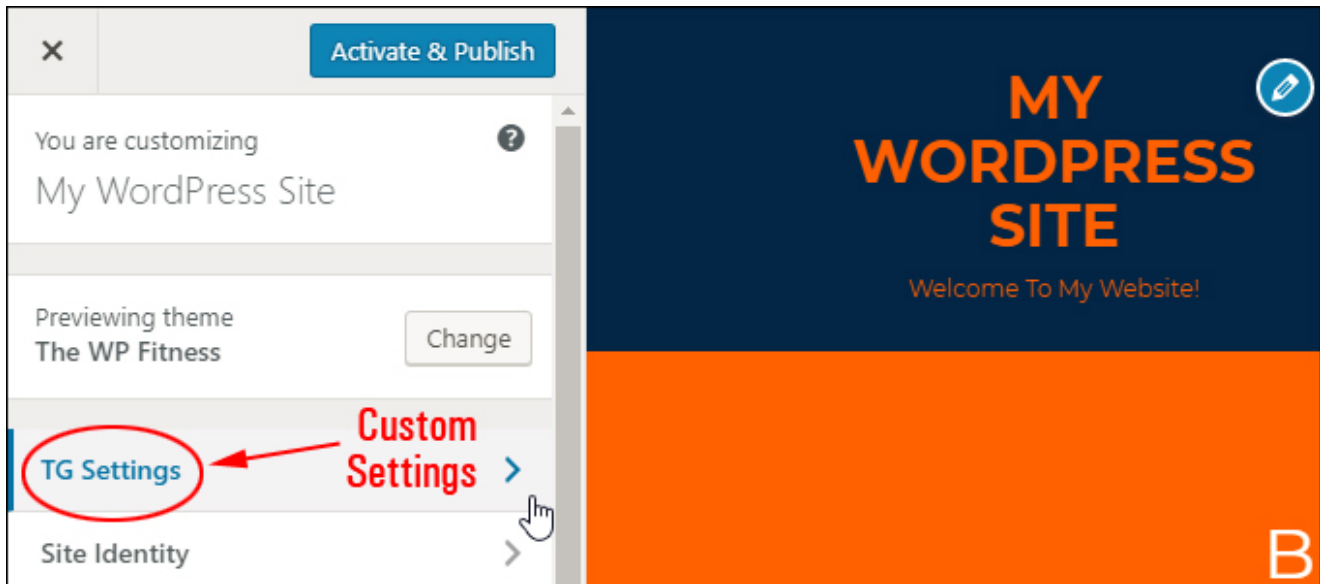 Activate & Publish
You are customizing
My WordPress Site
Previewing theme
The WP Fitness
Change
TG Settings
Custom
Settings
Site Identity
MY
WORDPRESS
SITE
Welcome To My Website!
B